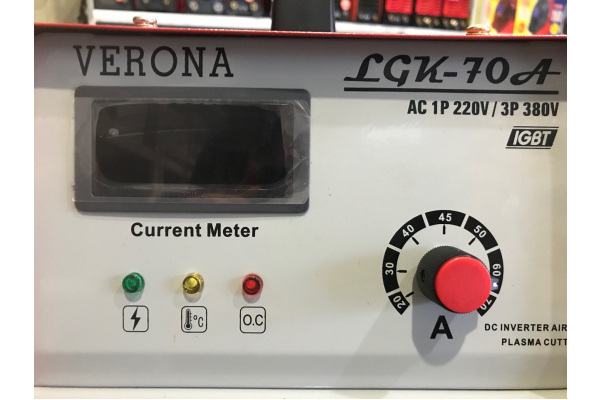 VERONA
LGK-70A
AC 1P 220V / 3P 380V
IGBT
Current Meter
°C
O.C
20
30
40
45
60
70
A
DC INVERTER AIR
PLASMA CUTT